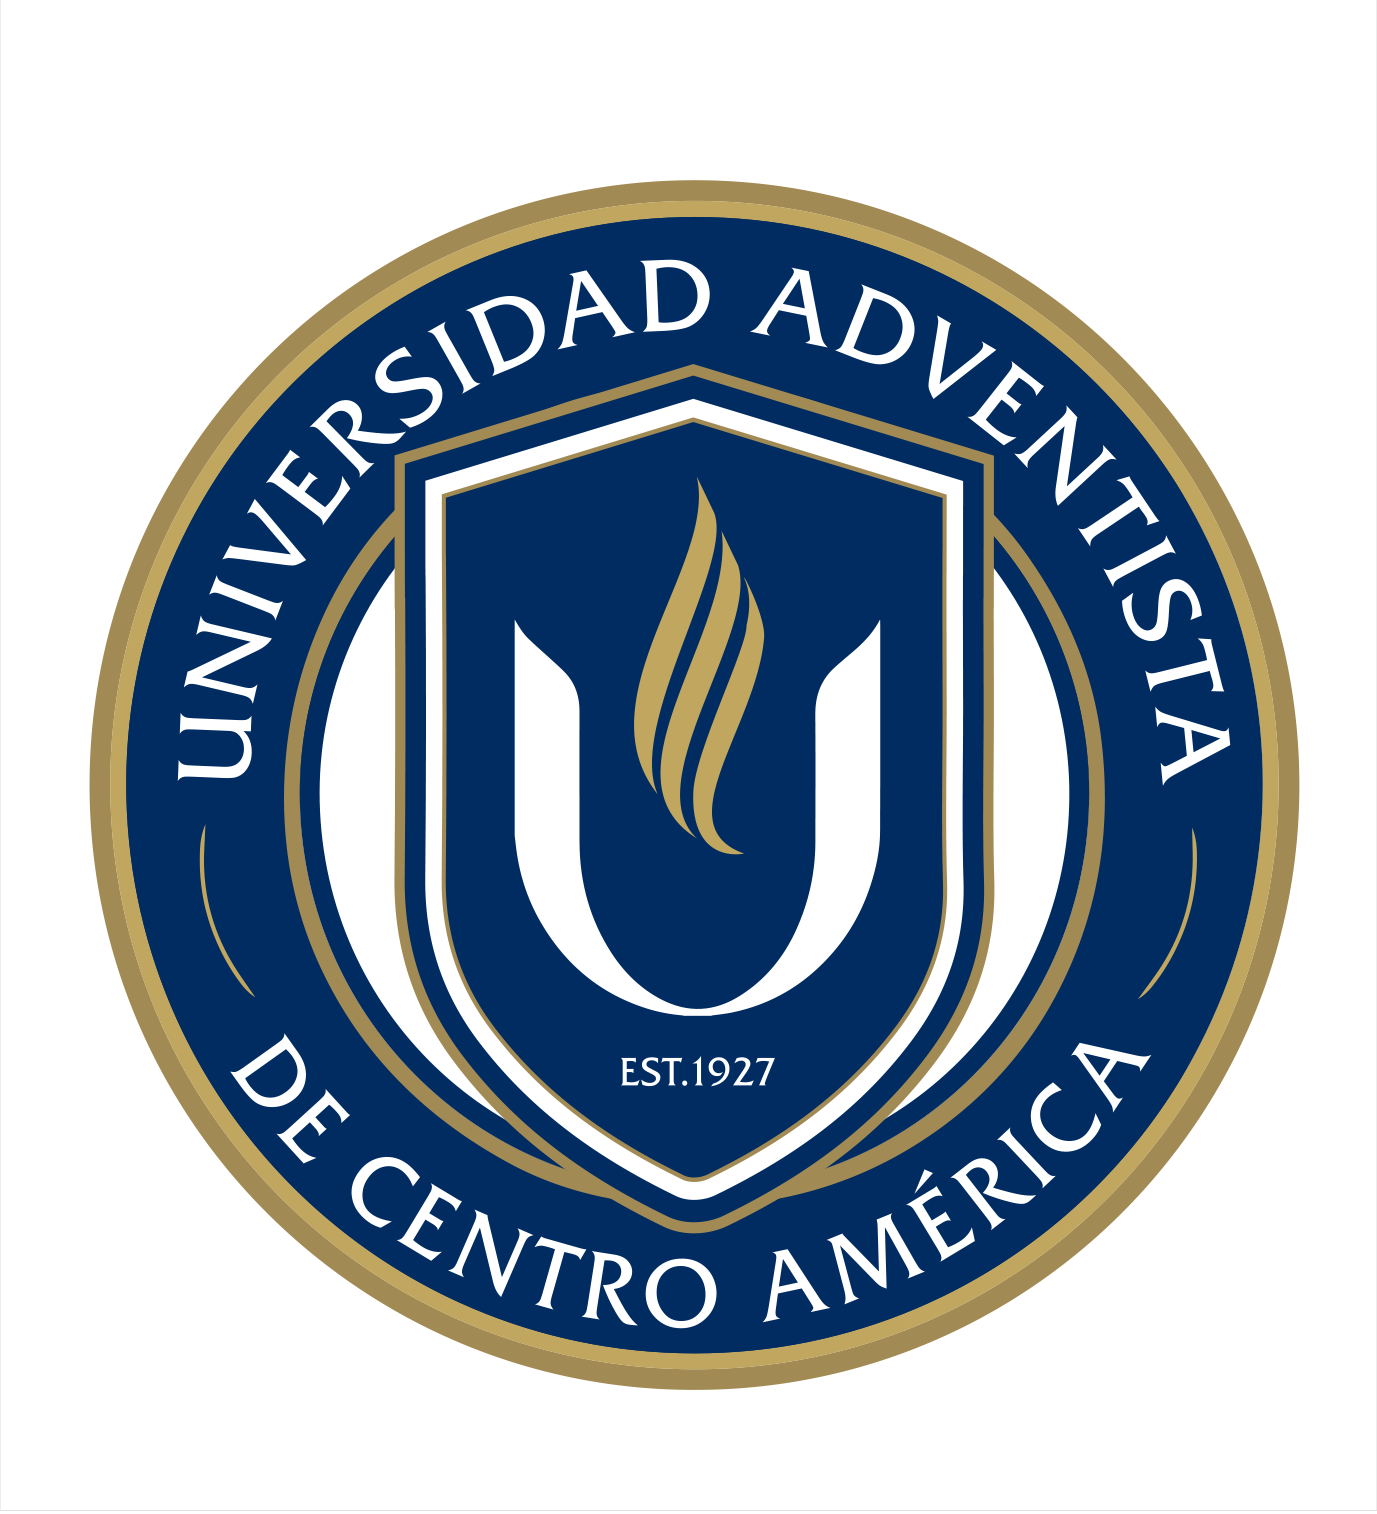 UNIVERSIDAD ADVENTISTA
EST.1927
DE CENTRO AMÉRICA